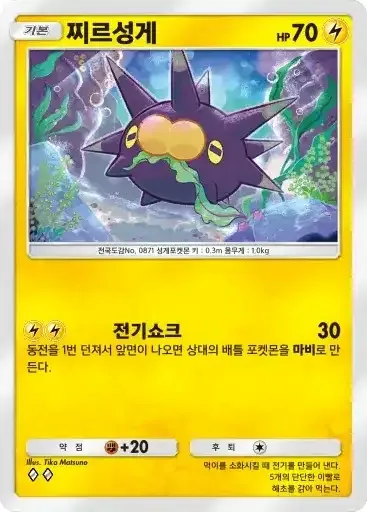 기본 찌르성게 HP 70
전국도감No. 0871 성게포켓몬 키 : 0.3m 몸무게 : 1.0kg
전기쇼크 30
동전을 1번 던져서 앞면이 나오면 상대의 배틀 포켓몬을 마비로 만
든다.
약점 +20 후퇴
Illus. Tika Matsuno
먹이를 소화시킬 때 전기를 만들어 낸다.
5개의 단단한 이빨로
해초를 갉아 먹는다.